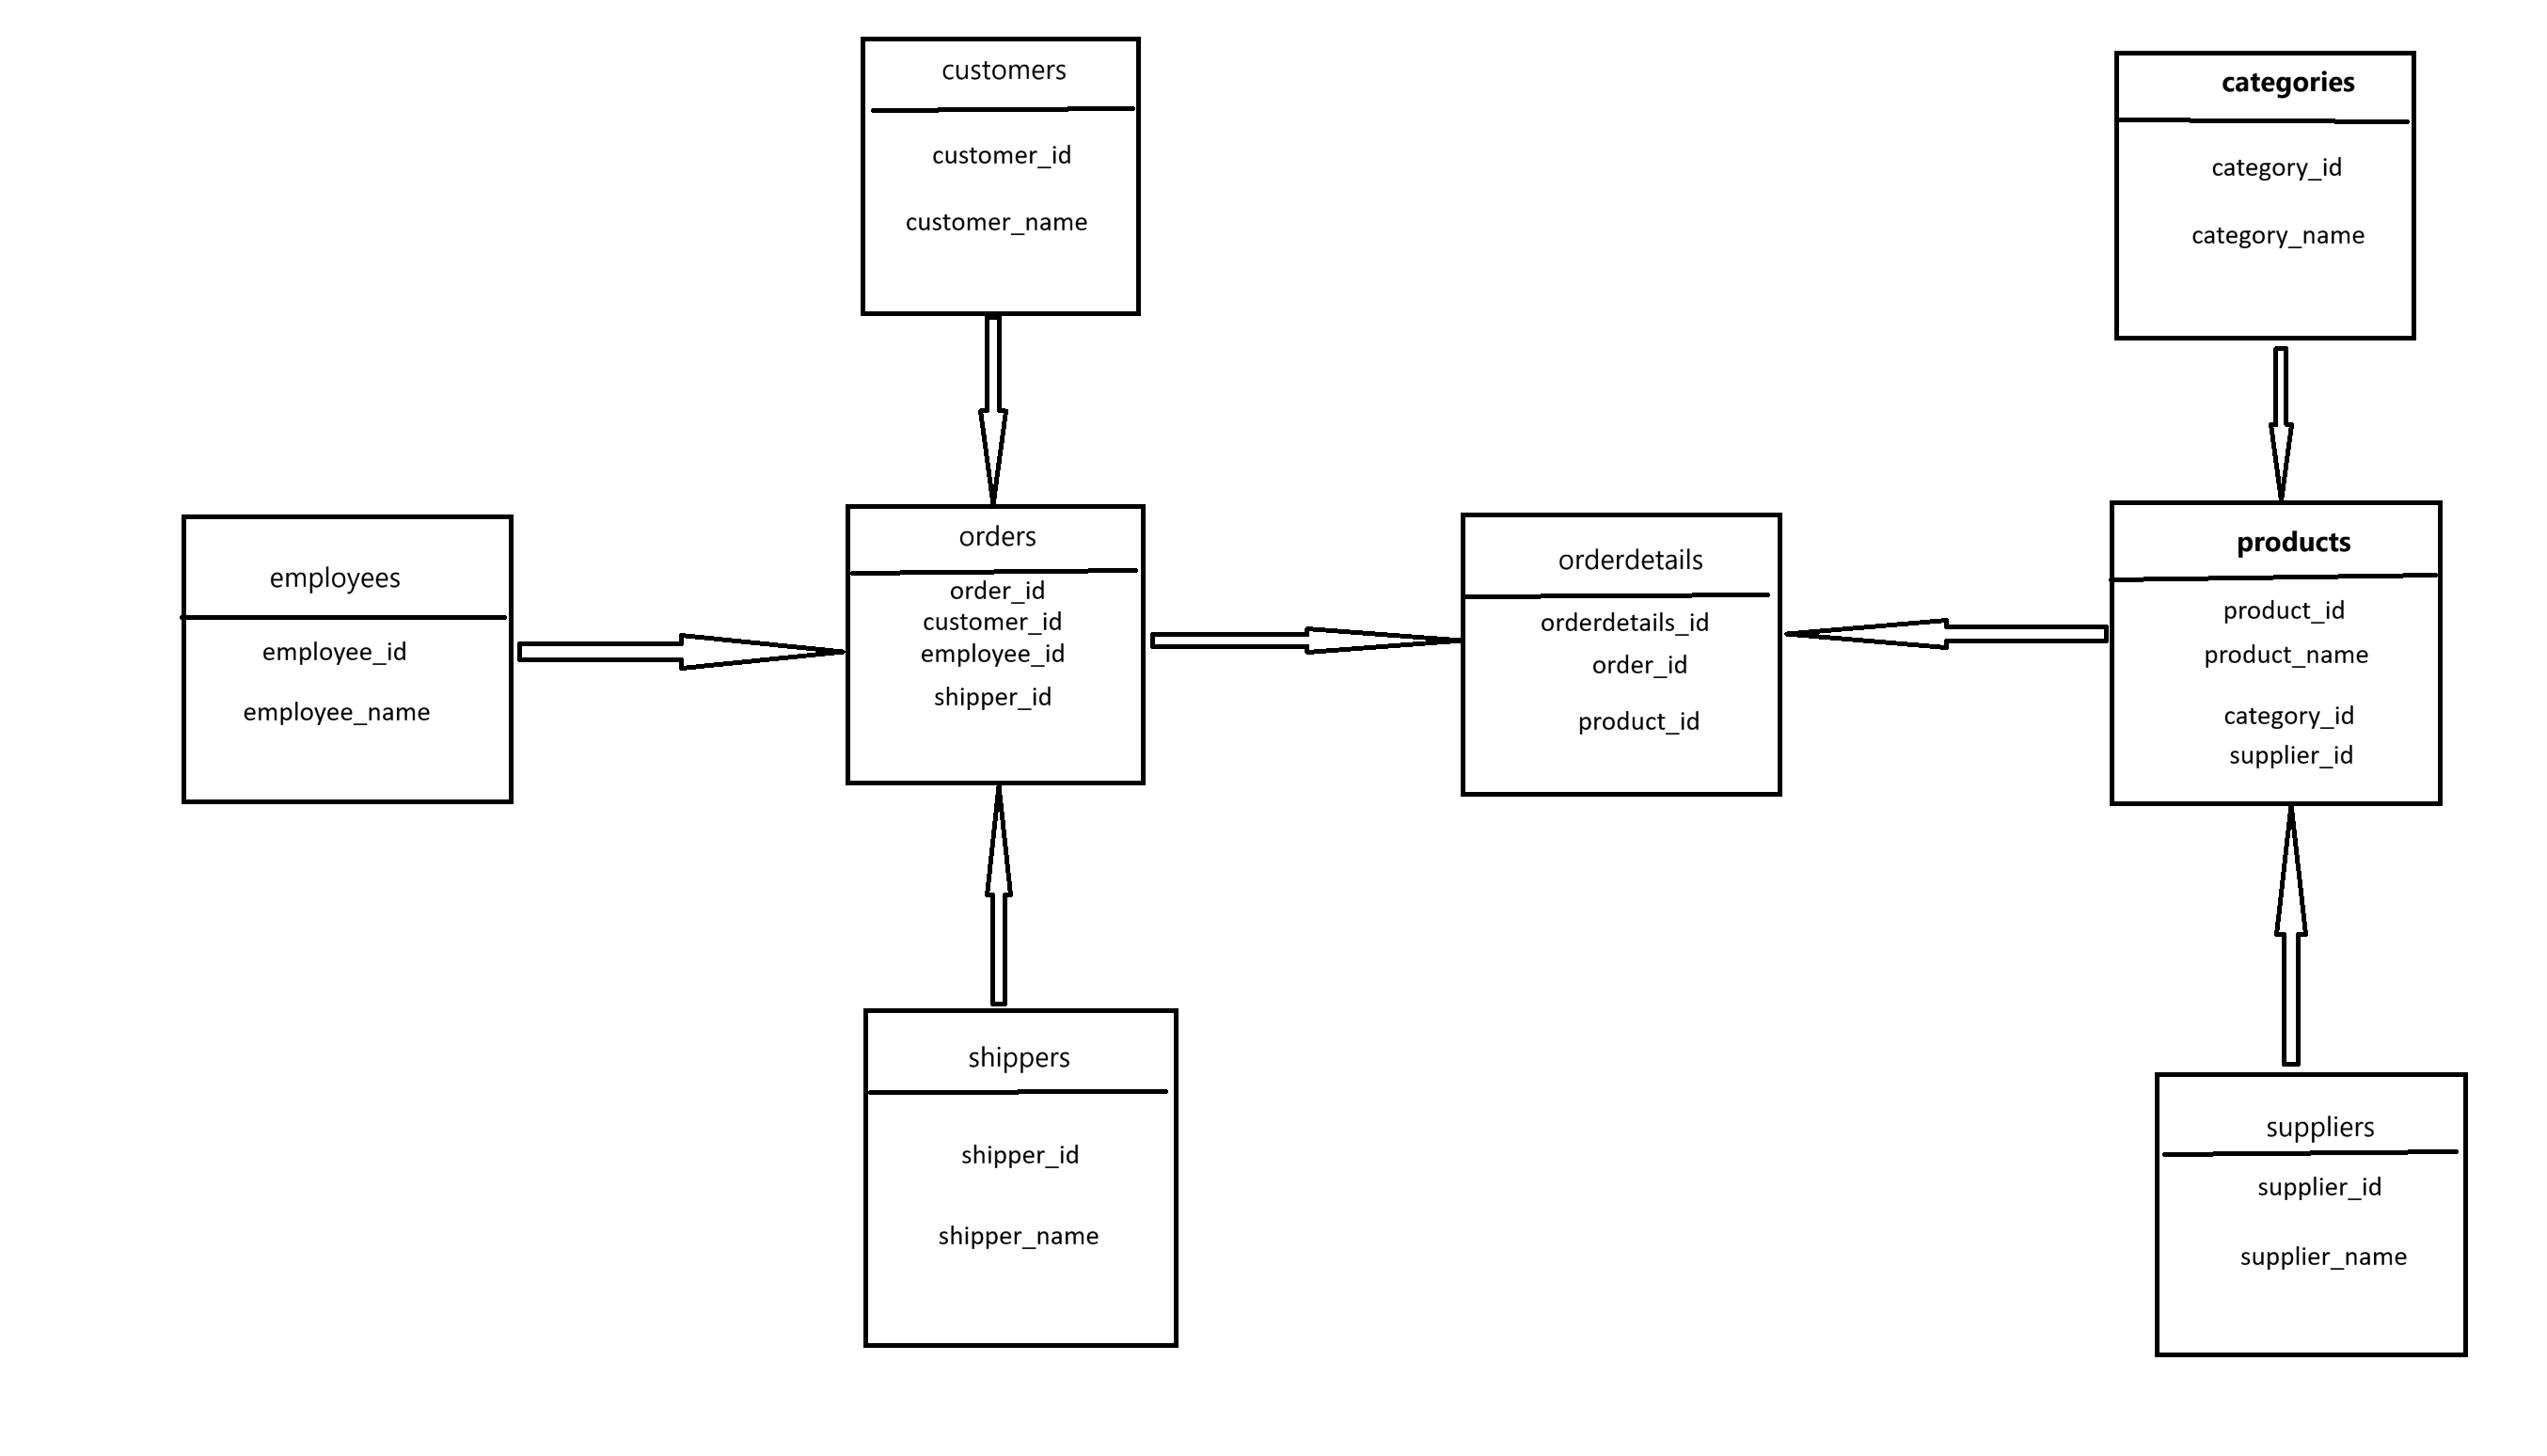 customers
customer_id
customer_name
categories
category_id
category_name
employees
employee_id
employee_name
orders
order_id
customer_id
employee_id
shipper_id
orderdetails
orderdetails_id
order_id
product_id
products
product_id
product_name
category_id
supplier_id
shippers
shipper_id
shipper_name
suppliers
supplier_id
supplier_name